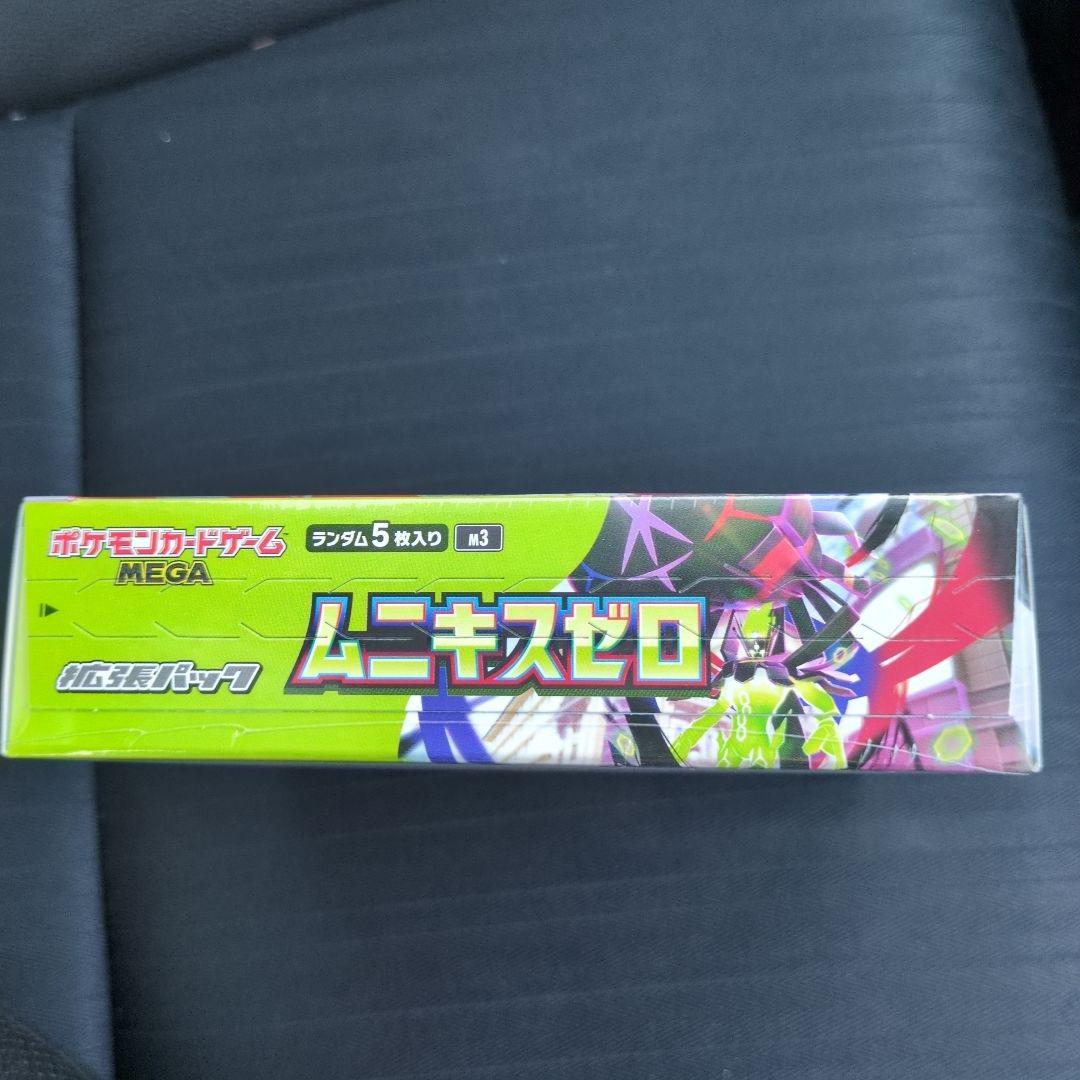 ポケモンカードゲーム
MEGA
ランダム5枚入り
M3
ムニキスゼロ
拡張パック